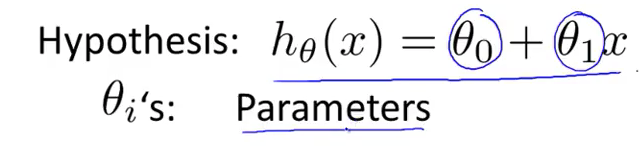 Hypothesis: hθ(x) = θ0 + θ1x
θi‘s: Parameters